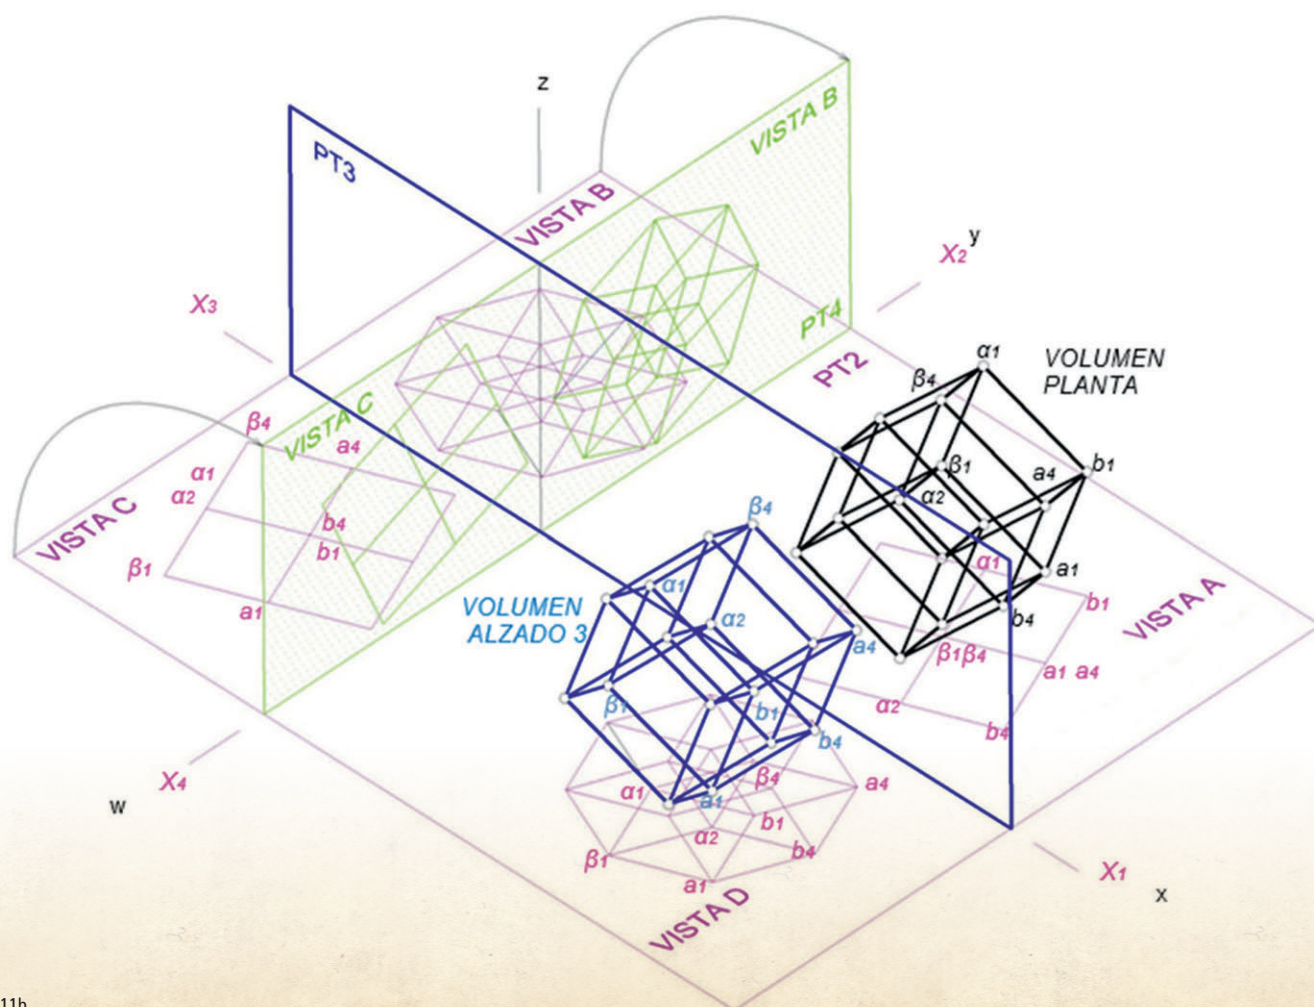 z
VISTA B
PT3
VISTA B
y
X2
X3
PT4
PT2
α1
VOLUMEN
PLANTA
β4
β4
VISTA C
a4
α1
α2
β1
a4
b1
α2
VISTA C
β4
b4
b1
β1
α1
a1
α1
b1
VISTA A
a1
VOLUMEN
ALZADO 3
α2
b4
a4
β1β4
a1 a4
β1
b1
α2
b4
b4
X4
β4
a4
w
α1
a1
b1
α2
b4
β1
a1
X1
x
VISTA D
11b